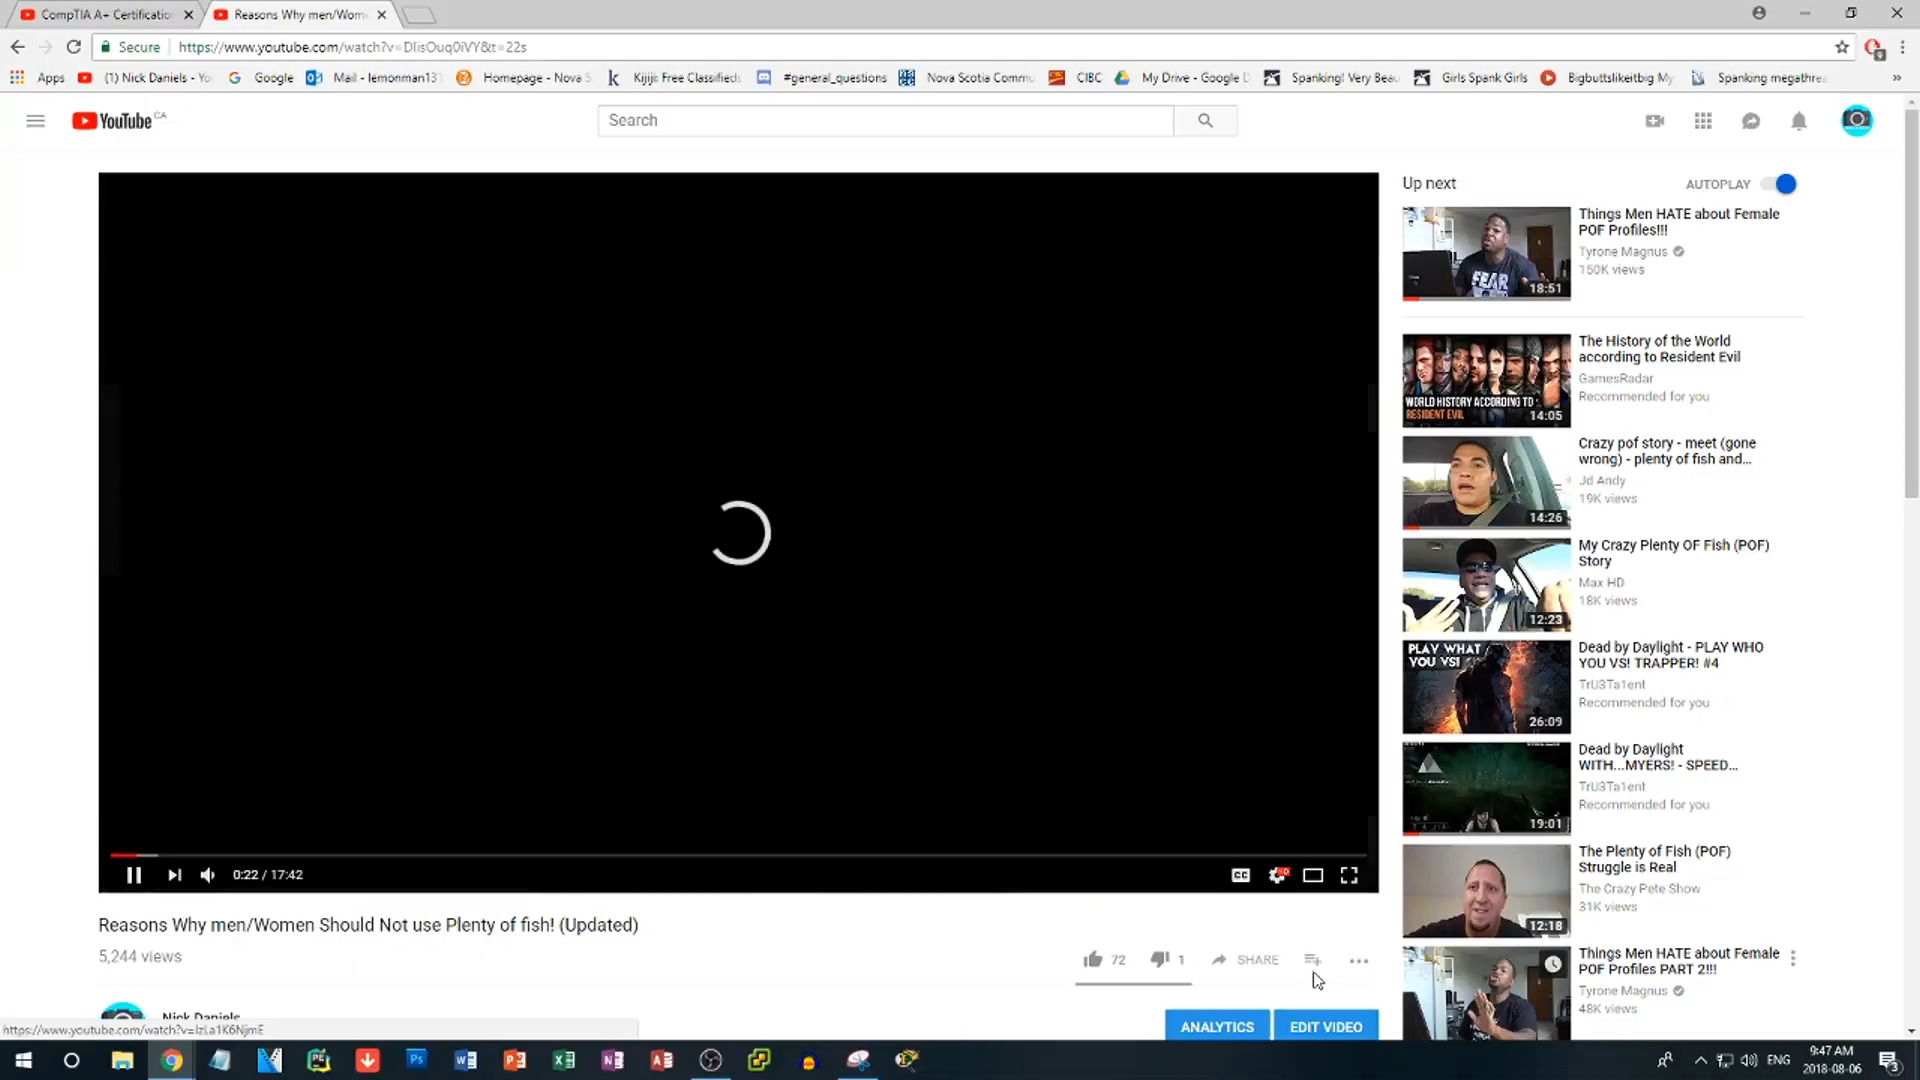 CompTIA A+ Certificatio
Reasons Why men/Wom
Secure
https://www.youtube.com/watch?v=DlisOuq0iVY&t=22s
Apps
(1) Nick Daniels - Yo
Google
Mail - lemonman13
Homepage - Nova S
Kijiji: Free Classifieds
#general_questions
Nova Scotia Commu
CIBC
My Drive - Google D
Spanking! Very Beau
Girls Spank Girls
Bigbuttslikeitbig My
Spanking megathre
YouTube CA
Search
Up next
AUTOPLAY
Things Men HATE about Female
POF Profiles!!!
Tyrone Magnus
150K views
FEAR
18:51
The History of the World
according to Resident Evil
GamesRadar
Recommended for you
WORLD HISTORY ACCORDING TO
RESIDENT EVIL
14:05
Crazy pof story - meet (gone
wrong) - plenty of fish and...
Jd Andy
19K views
14:26
My Crazy Plenty OF Fish (POF)
Story
Max HD
18K views
12:23
PLAY WHAT
YOU VS!
Dead by Daylight - PLAY WHO
YOU VS! TRAPPER! #4
TrU3Ta1ent
Recommended for you
26:09
Dead by Daylight
WITH...MYERS! - SPEED...
TrU3Ta1ent
Recommended for you
19:01
The Plenty of Fish (POF)
Struggle is Real
The Crazy Pete Show
31K views
12:18
Things Men HATE about Female
POF Profiles PART 2!!!
Tyrone Magnus
48K views
0:22 / 17:42
CC
HD
Reasons Why men/Women Should Not use Plenty of fish! (Updated)
5,244 views
72
1
SHARE
Nick Daniels
ANALYTICS
EDIT VIDEO
https://www.youtube.com/watch?v=IzLa1K6NjmE
ENG
9:47 AM
2018-08-06
3